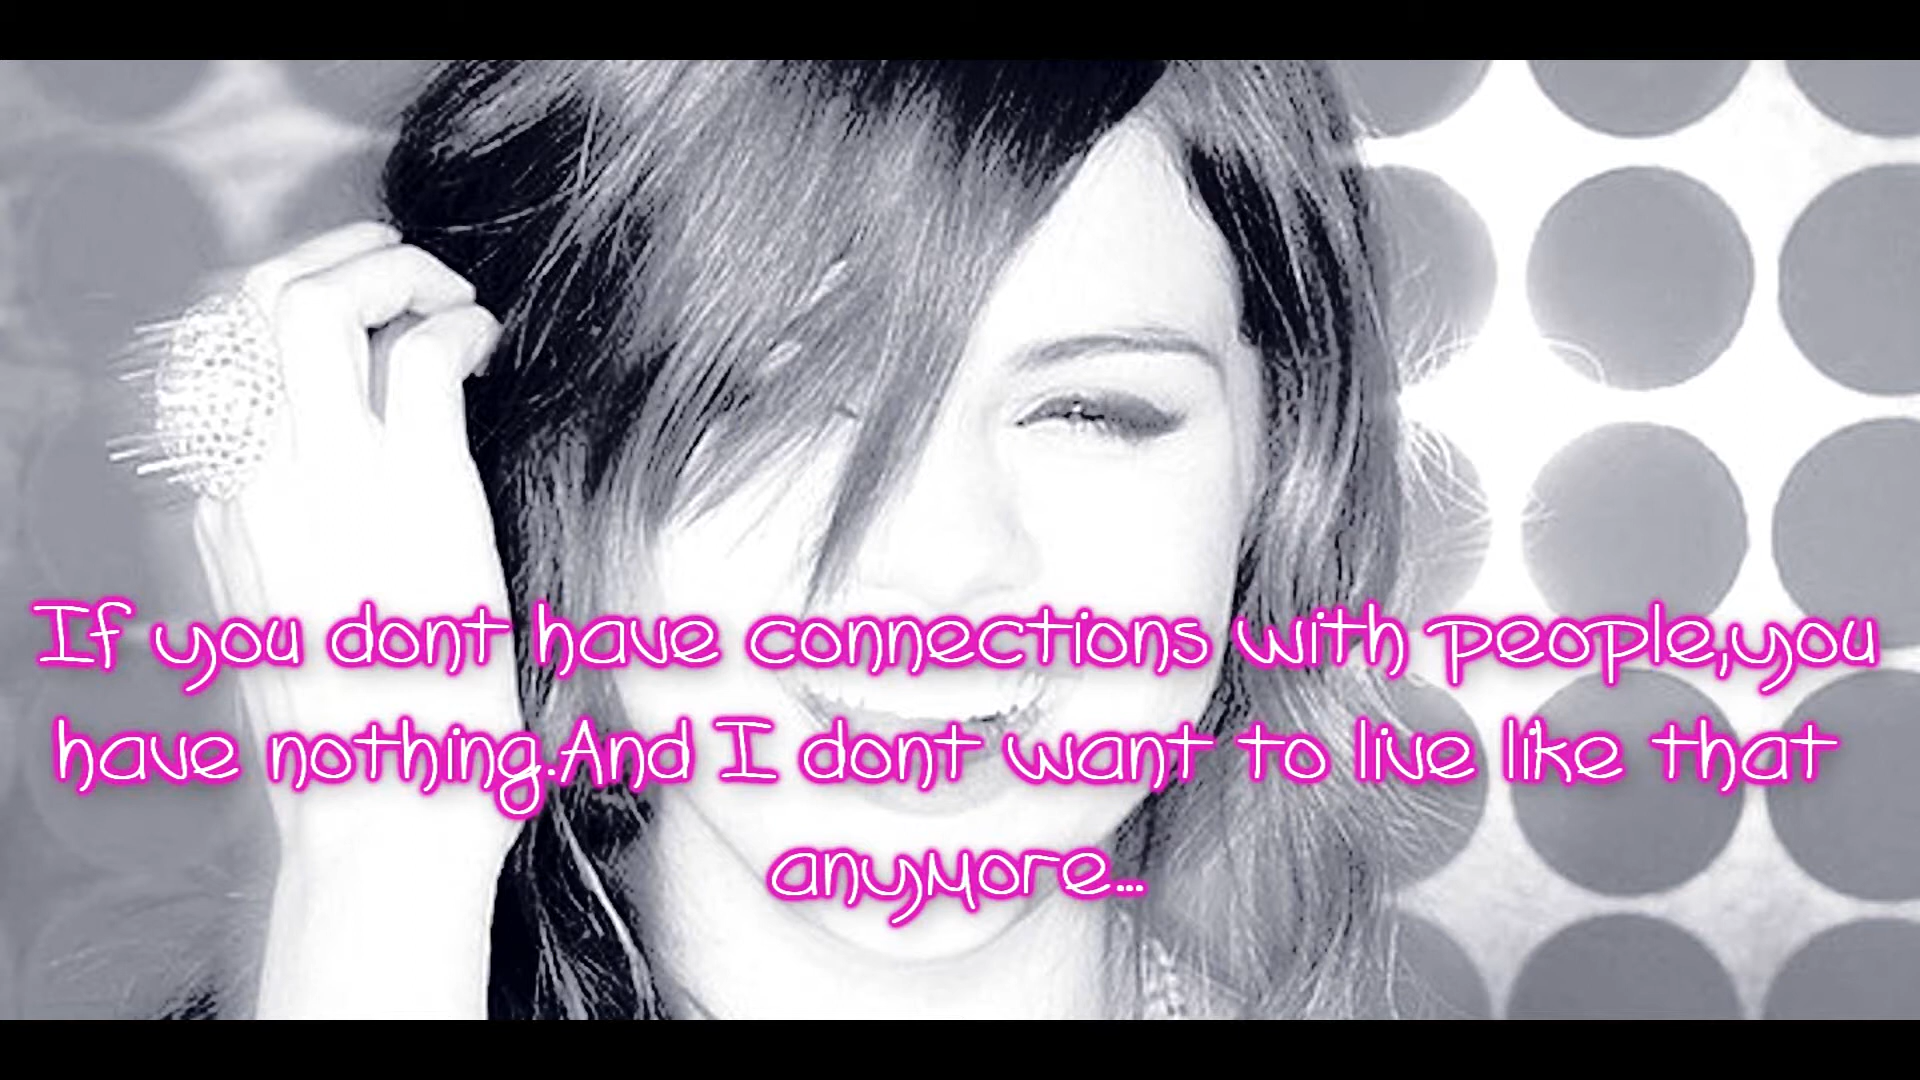 If you dont have connections with people,you
have nothing.And I dont want to live like that
anymore...